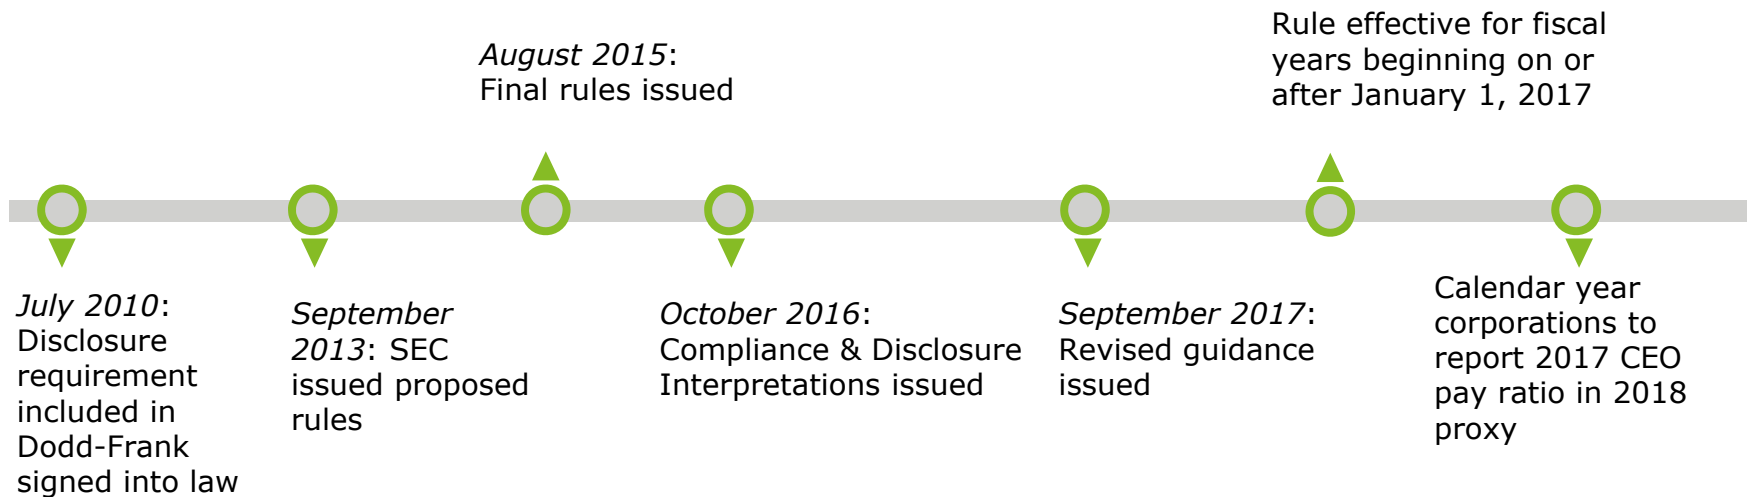 July 2010:
Disclosure
requirement
included in
Dodd-Frank
signed into law
September
2013: SEC
issued proposed
rules
August 2015:
Final rules issued
October 2016:
Compliance & Disclosure
Interpretations issued
September 2017:
Revised guidance
issued
Rule effective for fiscal
years beginning on or
after January 1, 2017
Calendar year
corporations to
report 2017 CEO
pay ratio in 2018
proxy